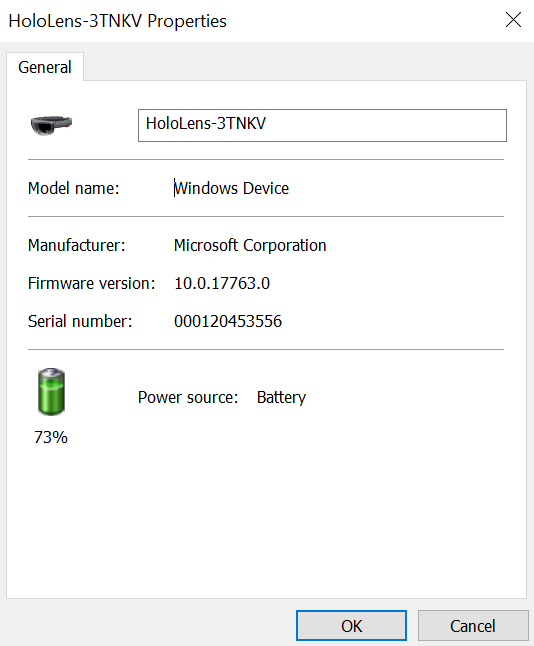 HoloLens-3TNKV Properties
General
HoloLens-3TNKV
Model name: Windows Device
Manufacturer: Microsoft Corporation
Firmware version: 10.0.17763.0
Serial number: 000120453556
Power source: Battery
73%
OK Cancel